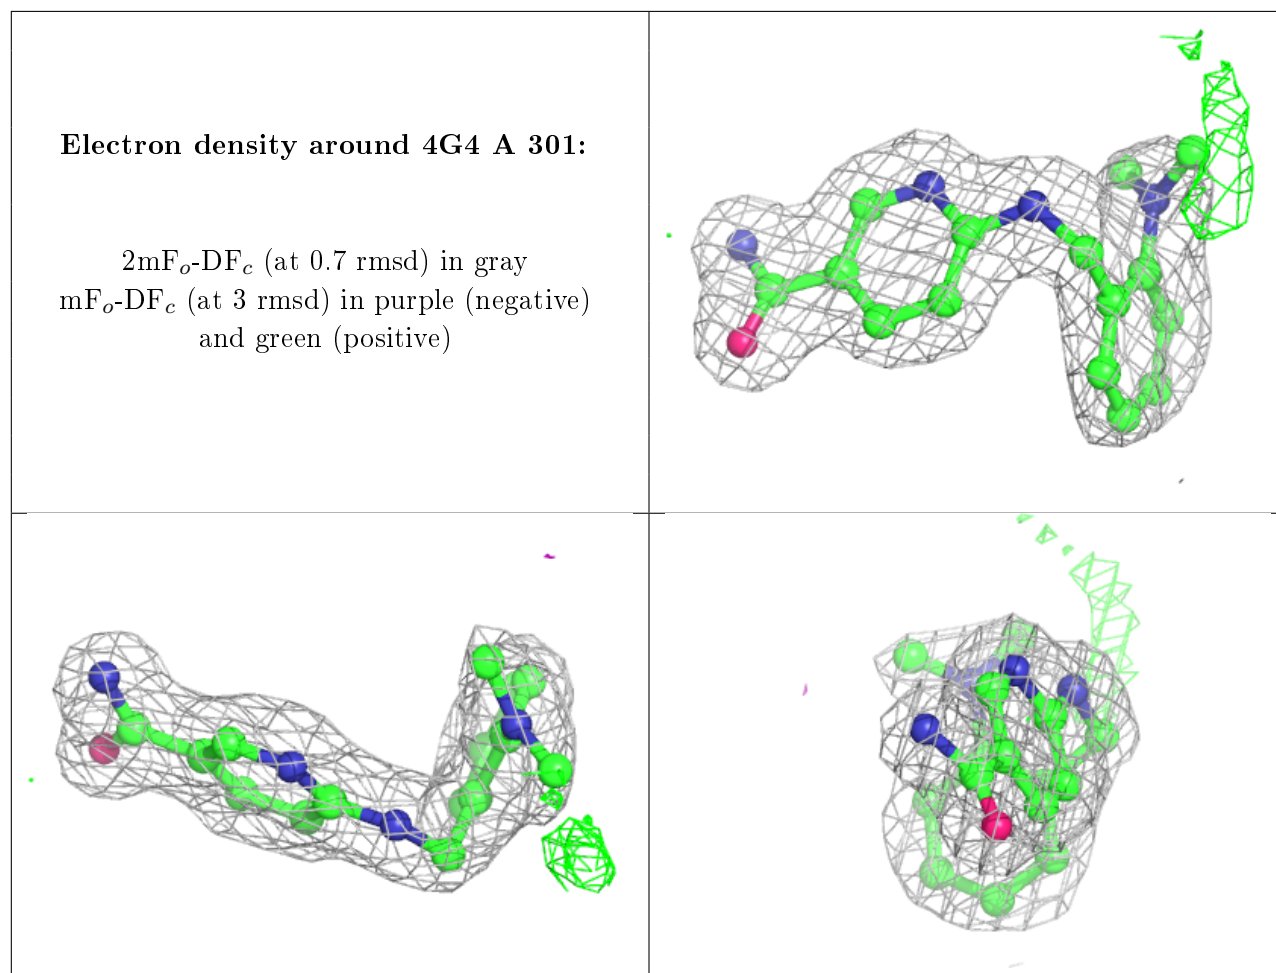 Electron density around 4G4 A 301:
2mFₒ-DF𝒸 (at 0.7 rmsd) in gray
mFₒ-DF𝒸 (at 3 rmsd) in purple (negative)
and green (positive)